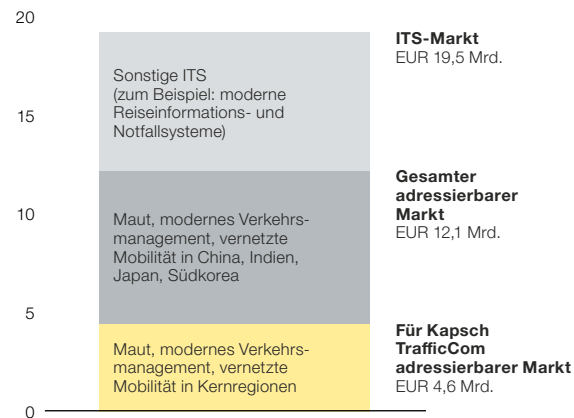 20
ITS-Markt
EUR 19,5 Mrd.
Sonstige ITS
(zum Beispiel: moderne
Reiseinformations- und
Notfallsysteme)
15
Gesamter
adressierbarer
Markt
EUR 12,1 Mrd.
10
Maut, modernes Verkehrs-
management, vernetzte
Mobilität in China, Indien,
Japan, Südkorea
5
Für Kapsch
TrafficCom
adressierbarer Markt
EUR 4,6 Mrd.
Maut, modernes Verkehrs-
management, vernetzte
Mobilität in Kernregionen
0